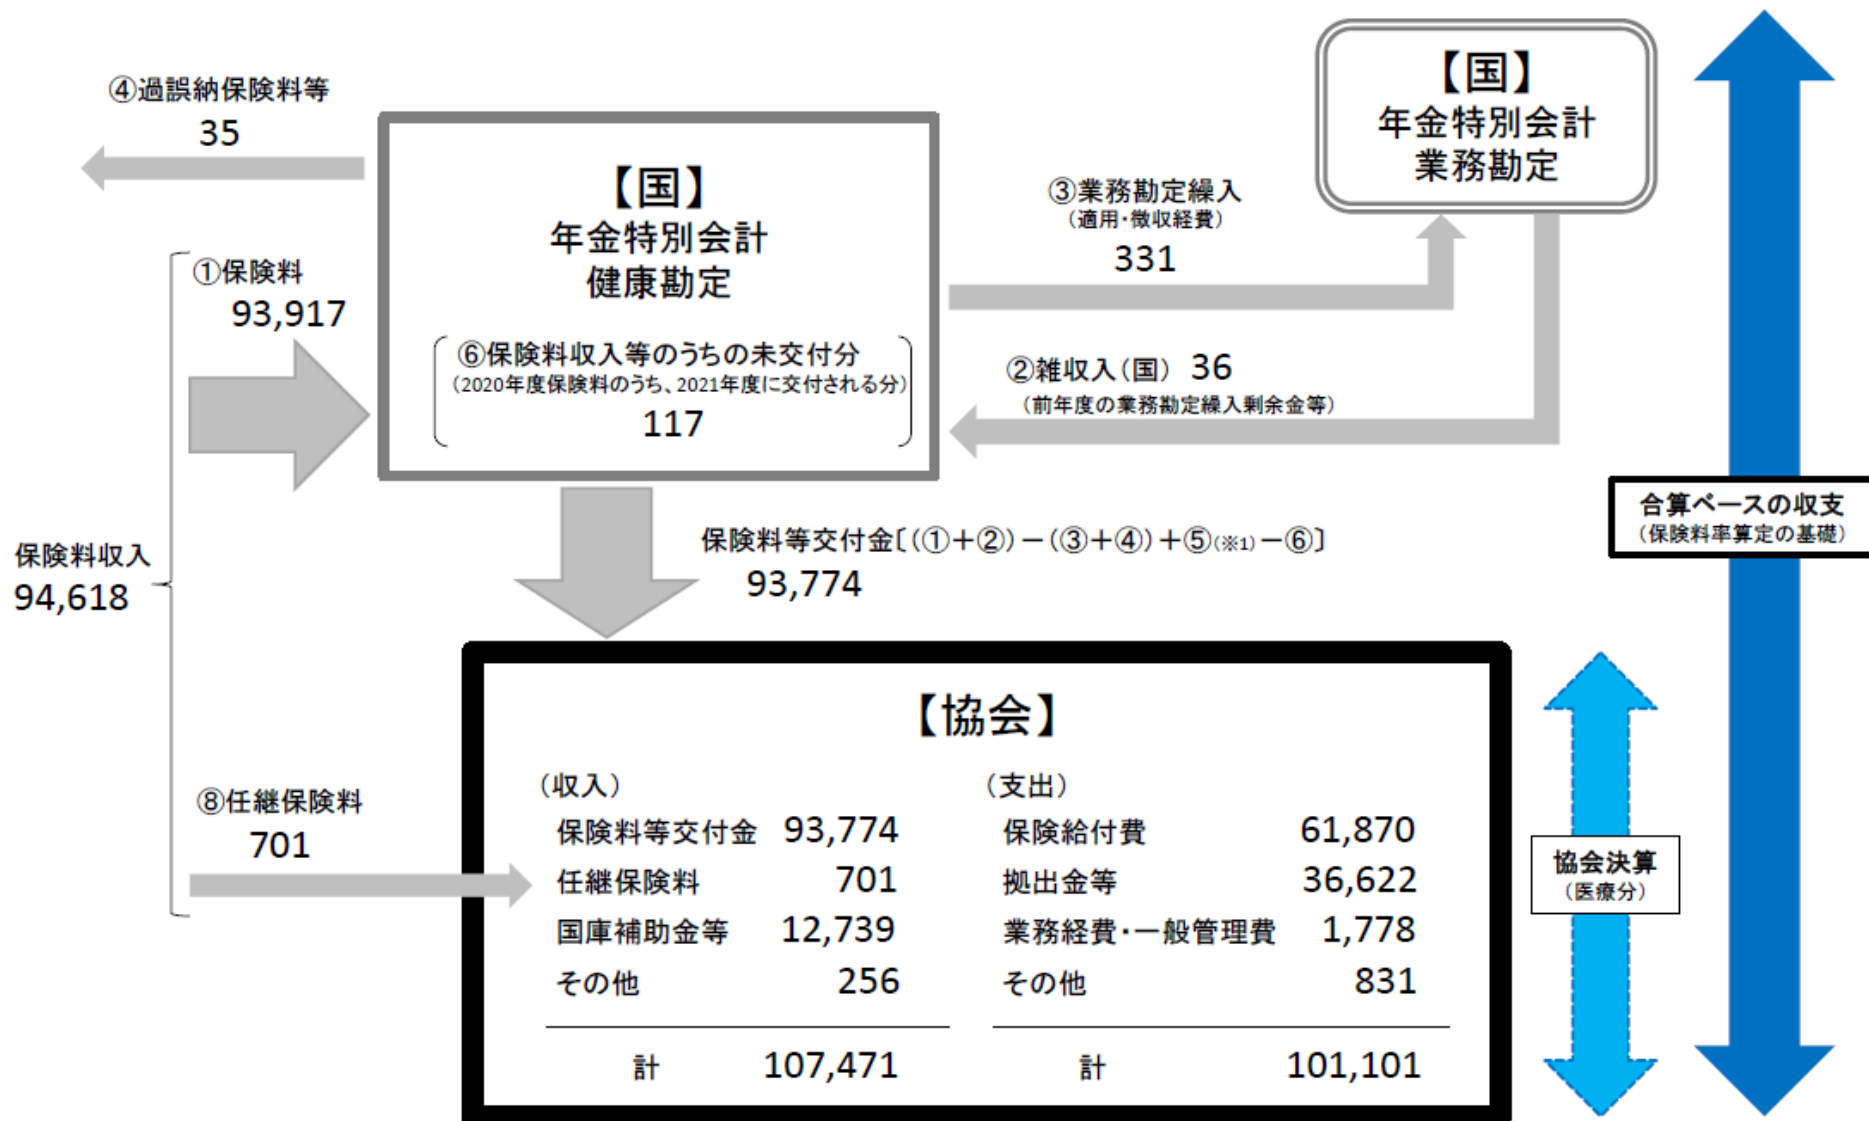 ④過誤納保険料等
35
【国】
年金特別会計
健康勘定
⑥保険料収入等のうちの未交付分
（2020年度保険料のうち、2021年度に交付される分）
117
【国】
年金特別会計
業務勘定
③業務勘定繰入
（適用・徴収経費）
331
②雑収入（国） 36
（前年度の業務勘定繰入剰余金等）
①保険料
93,917
保険料収入
94,618
⑧任継保険料
701
保険料等交付金〔（①＋②）－（③＋④）＋⑤（※1）－⑥〕
93,774
合算ベースの収支
（保険料率算定の基礎）
【協会】
（収入）
保険料等交付金 93,774
任継保険料 701
国庫補助金等 12,739
その他 256
計 107,471
（支出）
保険給付費 61,870
拠出金等 36,622
業務経費・一般管理費 1,778
その他 831
計 101,101
協会決算
（医療分）